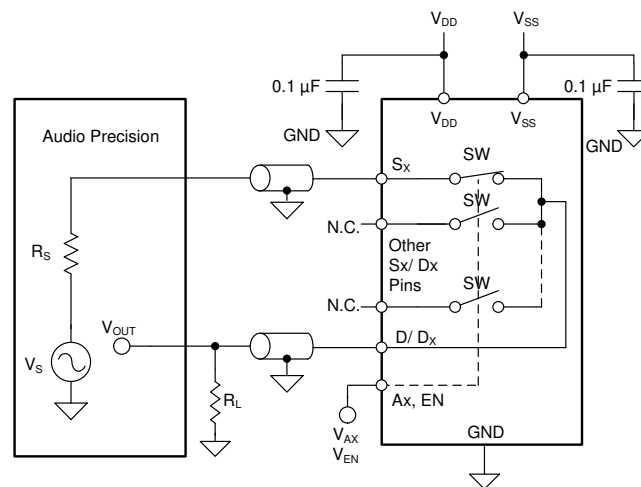 V_DD
V_SS
0.1 µF
0.1 µF
GND
GND
V_DD
V_SS
Audio Precision
S_X
SW
SW
N.C.
Other
Sx/ Dx
Pins
R_S
SW
N.C.
V_OUT
D/ D_X
V_S
R_L
Ax, EN
V_AX
V_EN
GND